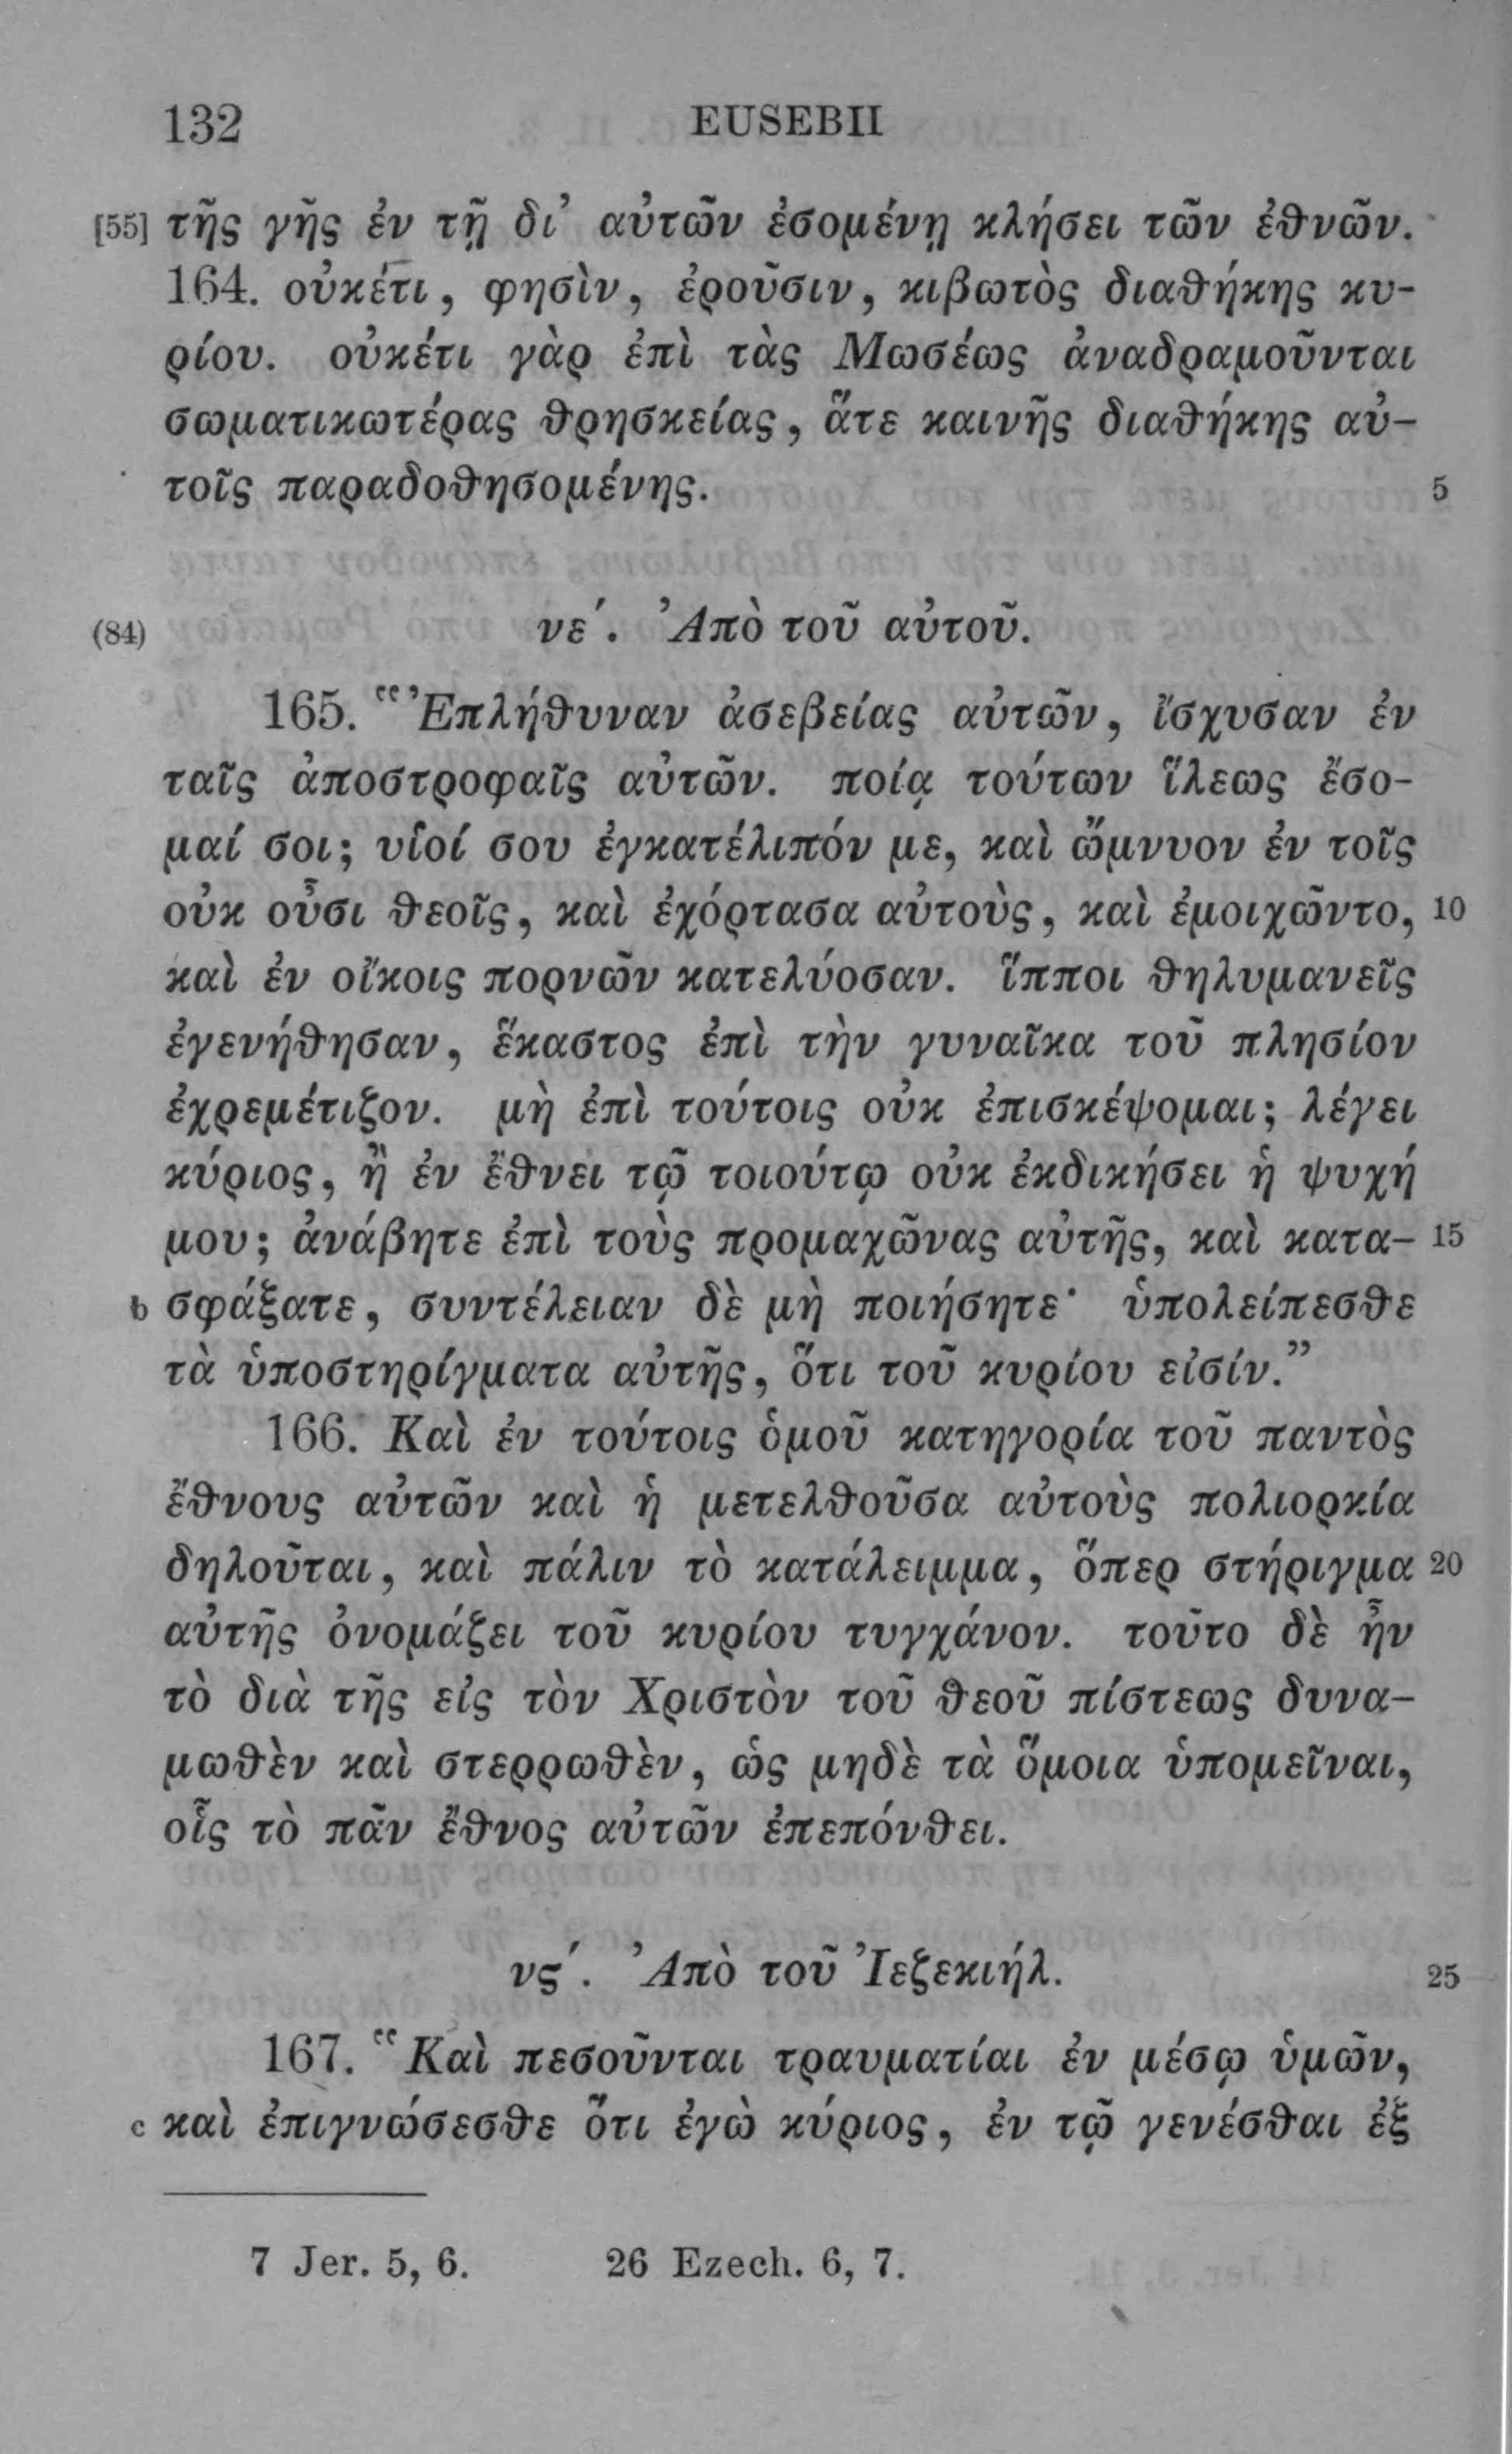 132 EUSEBII
[55] τῆς γῆς ἐν τῇ δι’ αὐτῶν ἐσομένῃ κλήσει τῶν ἐθνῶν.
164. οὐκέτι, φησὶν, ἐροῦσιν, κιβωτὸς διαθήκης κυ-
ρίου. οὐκέτι γὰρ ἐπὶ τὰς Μωσέως ἀναδραμοῦνται
σωματικωτέρας θρησκείας, ἅτε καινῆς διαθήκης αὐ-
τοῖς παραδοθησομένης. 5
(84) νε΄. Ἀπὸ τοῦ αὐτοῦ.
165. “Ἐπλήθυναν ἀσεβείας αὐτῶν, ἴσχυσαν ἐν
ταῖς ἀποστροφαῖς αὐτῶν. ποίᾳ τούτων ἵλεως ἔσο-
μαί σοι; υἱοί σου ἐγκατέλιπόν με, καὶ ὤμνυον ἐν τοῖς
οὐκ οὖσι θεοῖς, καὶ ἐχόρτασα αὐτοὺς, καὶ ἐμοιχῶντο, 10
καὶ ἐν οἴκοις πορνῶν κατελύοσαν. ἵπποι θηλυμανεῖς
ἐγενήθησαν, ἕκαστος ἐπὶ τὴν γυναῖκα τοῦ πλησίον
ἐχρεμέτιζον. μὴ ἐπὶ τούτοις οὐκ ἐπισκέψομαι; λέγει
κύριος, ἢ ἐν ἔθνει τῷ τοιούτῳ οὐκ ἐκδικήσει ἡ ψυχή
μου; ἀνάβητε ἐπὶ τοὺς προμαχῶνας αὐτῆς, καὶ κατα- 15
b σφάξατε, συντέλειαν δὲ μὴ ποιήσητε· ὑπολείπεσθε
τὰ ὑποστηρίγματα αὐτῆς, ὅτι τοῦ κυρίου εἰσίν.”
166. Καὶ ἐν τούτοις ὁμοῦ κατηγορία τοῦ παντὸς
ἔθνους αὐτῶν καὶ ἡ μετελθοῦσα αὐτοὺς πολιορκία
δηλοῦται, καὶ πάλιν τὸ κατάλειμμα, ὅπερ στήριγμα 20
αὐτῆς ὀνομάζει τοῦ κυρίου τυγχάνον. τοῦτο δὲ ἦν
τὸ διὰ τῆς εἰς τὸν Χριστὸν τοῦ θεοῦ πίστεως δυνα-
μωθὲν καὶ στερρωθὲν, ὡς μηδὲ τὰ ὅμοια ὑπομεῖναι,
οἷς τὸ πᾶν ἔθνος αὐτῶν ἐπεπόνθει.
νϛ΄. Ἀπὸ τοῦ Ἰεζεκιήλ. 25
167. “Καὶ πεσοῦνται τραυματίαι ἐν μέσῳ ὑμῶν,
c καὶ ἐπιγνώσεσθε ὅτι ἐγὼ κύριος, ἐν τῷ γενέσθαι ἐξ
7 Jer. 5, 6. 26 Ezech. 6, 7.